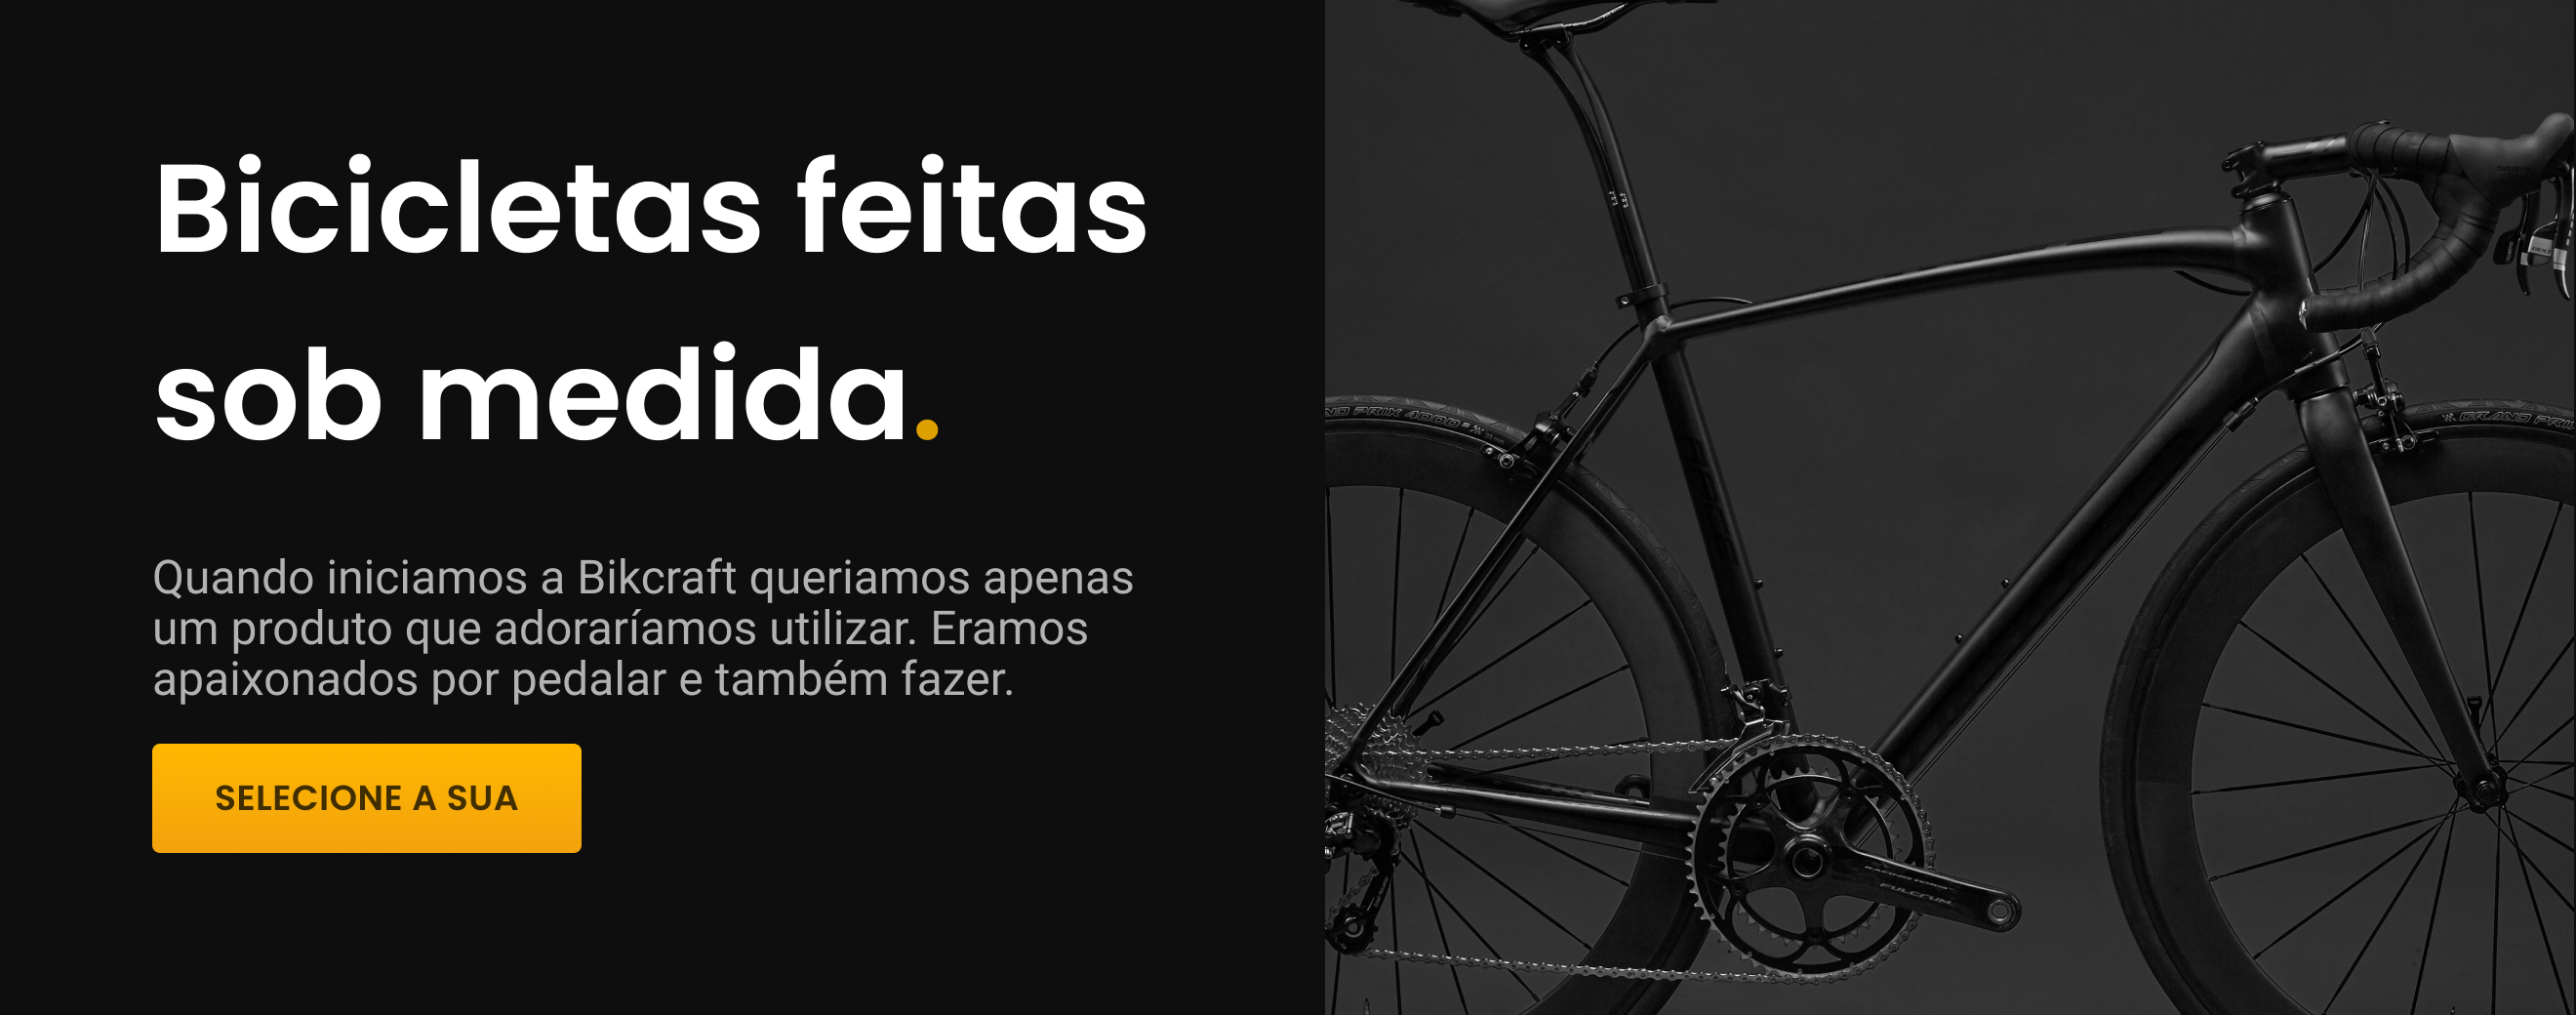 Bicicletas feitas
sob medida.
Quando iniciamos a Bikcraft queriamos apenas
um produto que adoraríamos utilizar. Eramos
apaixonados por pedalar e também fazer.
SELECIONE A SUA
GRAND PRIX
PRIX 4000
FULCRUM